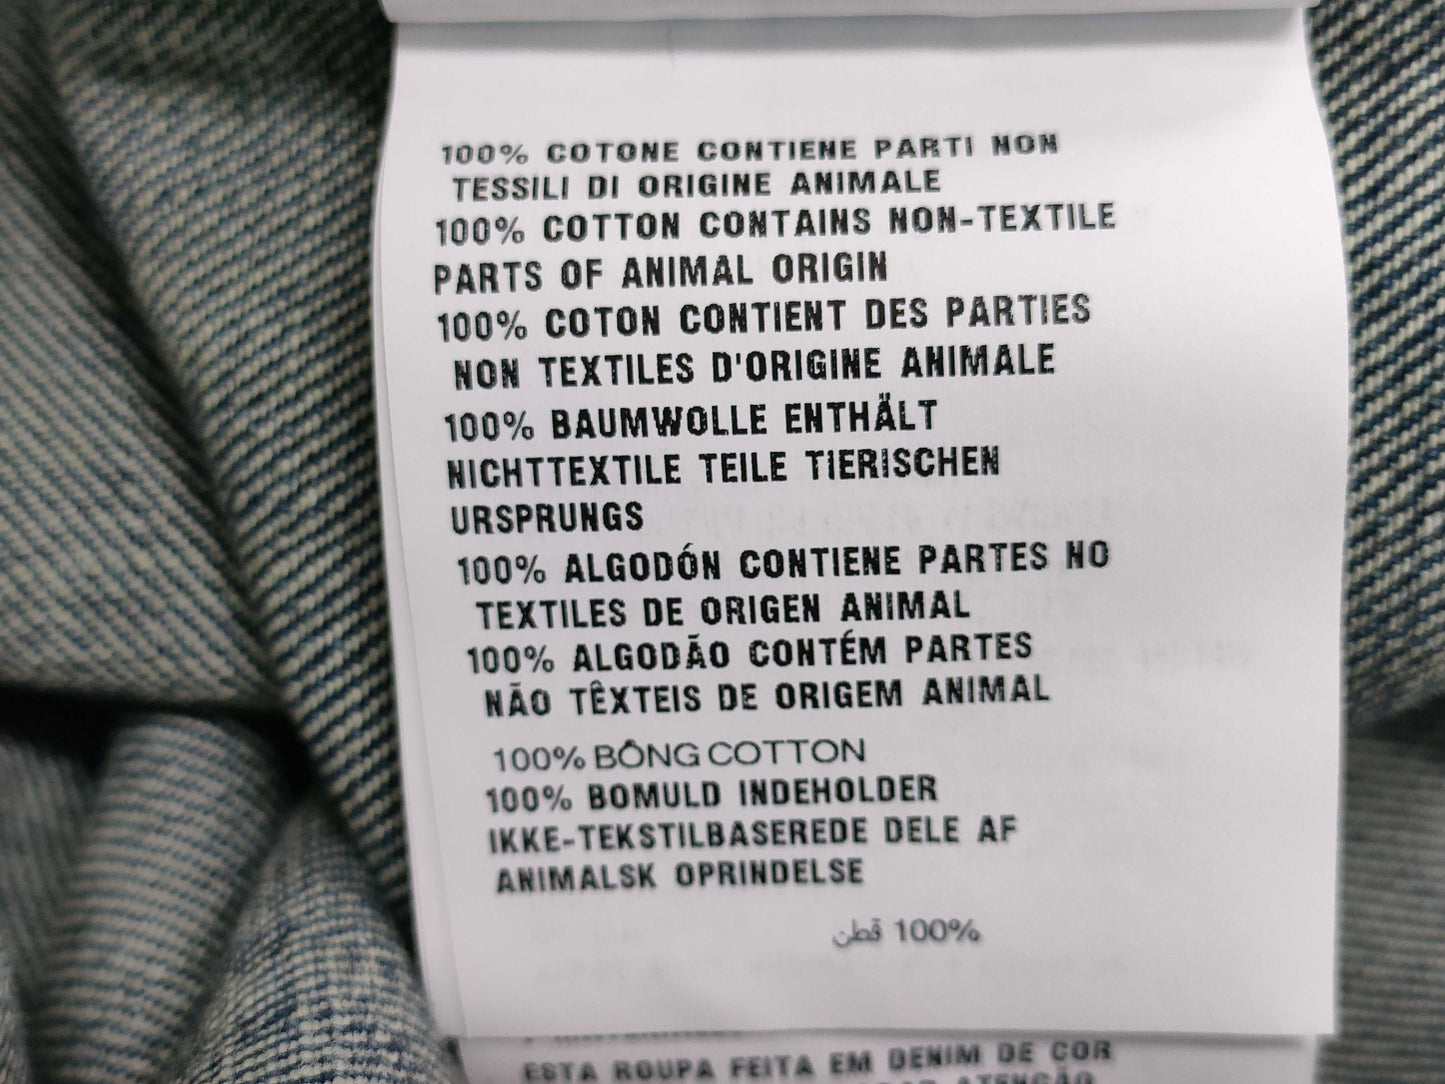 100% COTONE CONTIENE PARTI NON
TESSILI DI ORIGINE ANIMALE
100% COTTON CONTAINS NON-TEXTILE
PARTS OF ANIMAL ORIGIN
100% COTON CONTIENT DES PARTIES
NON TEXTILES D'ORIGINE ANIMALE
100% BAUMWOLLE ENTHÄLT
NICHTTEXTILE TEILE TIERISCHEN
URSPRUNGS
100% ALGODÓN CONTIENE PARTES NO
TEXTILES DE ORIGEN ANIMAL
100% ALGODÃO CONTÉM PARTES
NÃO TÊXTEIS DE ORIGEM ANIMAL
100% BÔNG COTTON
100% BOMULD INDEHOLDER
IKKE-TEKSTILBASEREDE DELE AF
ANIMALSK OPRINDELSE
100% قطن
ESTA ROUPA FEITA EM DENIM DE COR
ATENÇÃO